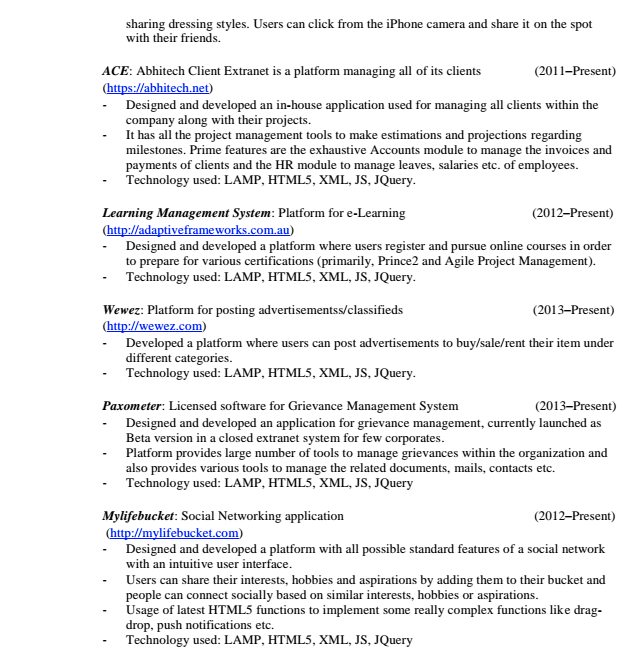 sharing dressing styles. Users can click from the iPhone camera and share it on the spot
with their friends.
ACE: Abhitech Client Extranet is a platform managing all of its clients (2011–Present)
(https://abhitech.net)
- Designed and developed an in-house application used for managing all clients within the
company along with their projects.
- It has all the project management tools to make estimations and projections regarding
milestones. Prime features are the exhaustive Accounts module to manage the invoices and
payments of clients and the HR module to manage leaves, salaries etc. of employees.
- Technology used: LAMP, HTML5, XML, JS, JQuery.
Learning Management System: Platform for e-Learning (2012–Present)
(http://adaptiveframeworks.com.au)
- Designed and developed a platform where users register and pursue online courses in order
to prepare for various certifications (primarily, Prince2 and Agile Project Management).
- Technology used: LAMP, HTML5, XML, JS, JQuery.
Wewez: Platform for posting advertisementss/classifieds (2013–Present)
(http://wewez.com)
- Developed a platform where users can post advertisements to buy/sale/rent their item under
different categories.
- Technology used: LAMP, HTML5, XML, JS, JQuery.
Paxometer: Licensed software for Grievance Management System (2013–Present)
- Designed and developed an application for grievance management, currently launched as
Beta version in a closed extranet system for few corporates.
- Platform provides large number of tools to manage grievances within the organization and
also provides various tools to manage the related documents, mails, contacts etc.
- Technology used: LAMP, HTML5, XML, JS, JQuery
Mylifebucket: Social Networking application (2012–Present)
(http://mylifebucket.com)
- Designed and developed a platform with all possible standard features of a social network
with an intuitive user interface.
- Users can share their interests, hobbies and aspirations by adding them to their bucket and
people can connect socially based on similar interests, hobbies or aspirations.
- Usage of latest HTML5 functions to implement some really complex functions like drag-
drop, push notifications etc.
- Technology used: LAMP, HTML5, XML, JS, JQuery